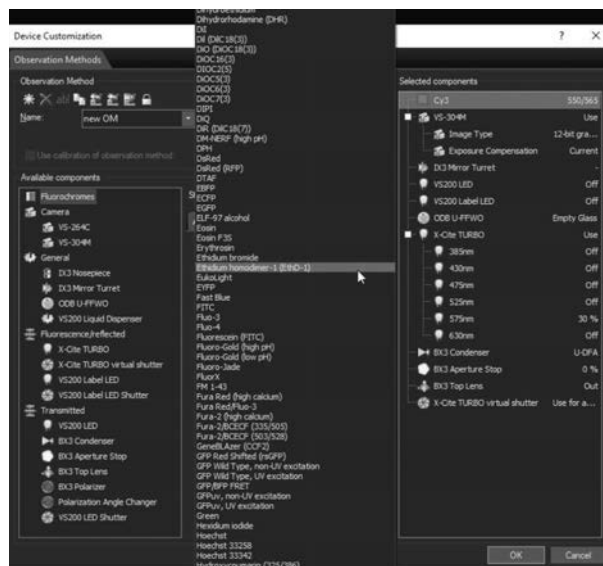 Device Customization
? ×
Observation Methods
Observation Method
Name:
new OM
Use calibration of observation method
Available components
Fluorochromes
Camera
VS-264C
VS-304M
General
IX3 Nosepiece
IX3 Mirror Turret
ODB U-FFWO
VS200 Liquid Dispenser
Fluorescence/reflected
X-Cite TURBO
X-Cite TURBO virtual shutter
VS200 Label LED
VS200 Label LED Shutter
Transmitted
VS200 LED
BX3 Condenser
BX3 Aperture Stop
BX3 Top Lens
BX3 Polarizer
Polarization Angle Changer
VS200 LED Shutter
Dihydroethidium
Dihydrorhodamine (DHR)
DiI
DiI (DiIC18(3))
DiO (DiOC18(3))
DiOC16(3)
DIOC2(5)
DiOC5(3)
DiOC6(3)
DiOC7(3)
DIPI
DiQ
DiR (DiIC18(7))
DM-NERF (high pH)
DPH
DsRed
DsRed (RFP)
DTAF
EBFP
ECFP
EGFP
ELF-97 alcohol
Eosin
Eosin F3S
Erythrosin
Ethidium bromide
Ethidium homodimer-1 (EthD-1)
EukoLight
EYFP
Fast Blue
FITC
Fluo-3
Fluo-4
Fluorescein (FITC)
Fluoro-Gold (high pH)
Fluoro-Gold (low pH)
Fluoro-Jade
FluorX
FM 1-43
Fura Red (high calcium)
Fura Red/Fluo-3
Fura-2 (high calcium)
Fura-2/BCECF (335/505)
Fura-2/BCECF (503/528)
GeneBLAzer (CCF2)
GFP Red Shifted (rsGFP)
GFP Wild Type, non-UV excitation
GFP Wild Type, UV excitation
GFP/BFP FRET
GFPuv, non-UV excitation
GFPuv, UV excitation
Green
Hexidium iodide
Hoechst
Hoechst 33258
Hoechst 33342
Hydroxycoumarin (325/386)
Selected components
Cy3 550/565
VS-304M Use
Image Type 12-bit gra...
Exposure Compensation Current
IX3 Mirror Turret -
VS200 LED Off
VS200 Label LED Off
ODB U-FFWO Empty Glass
X-Cite TURBO Use
385nm Off
430nm Off
475nm Off
525nm Off
575nm 30 %
630nm Off
BX3 Condenser U-DFA
BX3 Aperture Stop 0 %
BX3 Top Lens Out
X-Cite TURBO virtual shutter Use for a...
OK Cancel